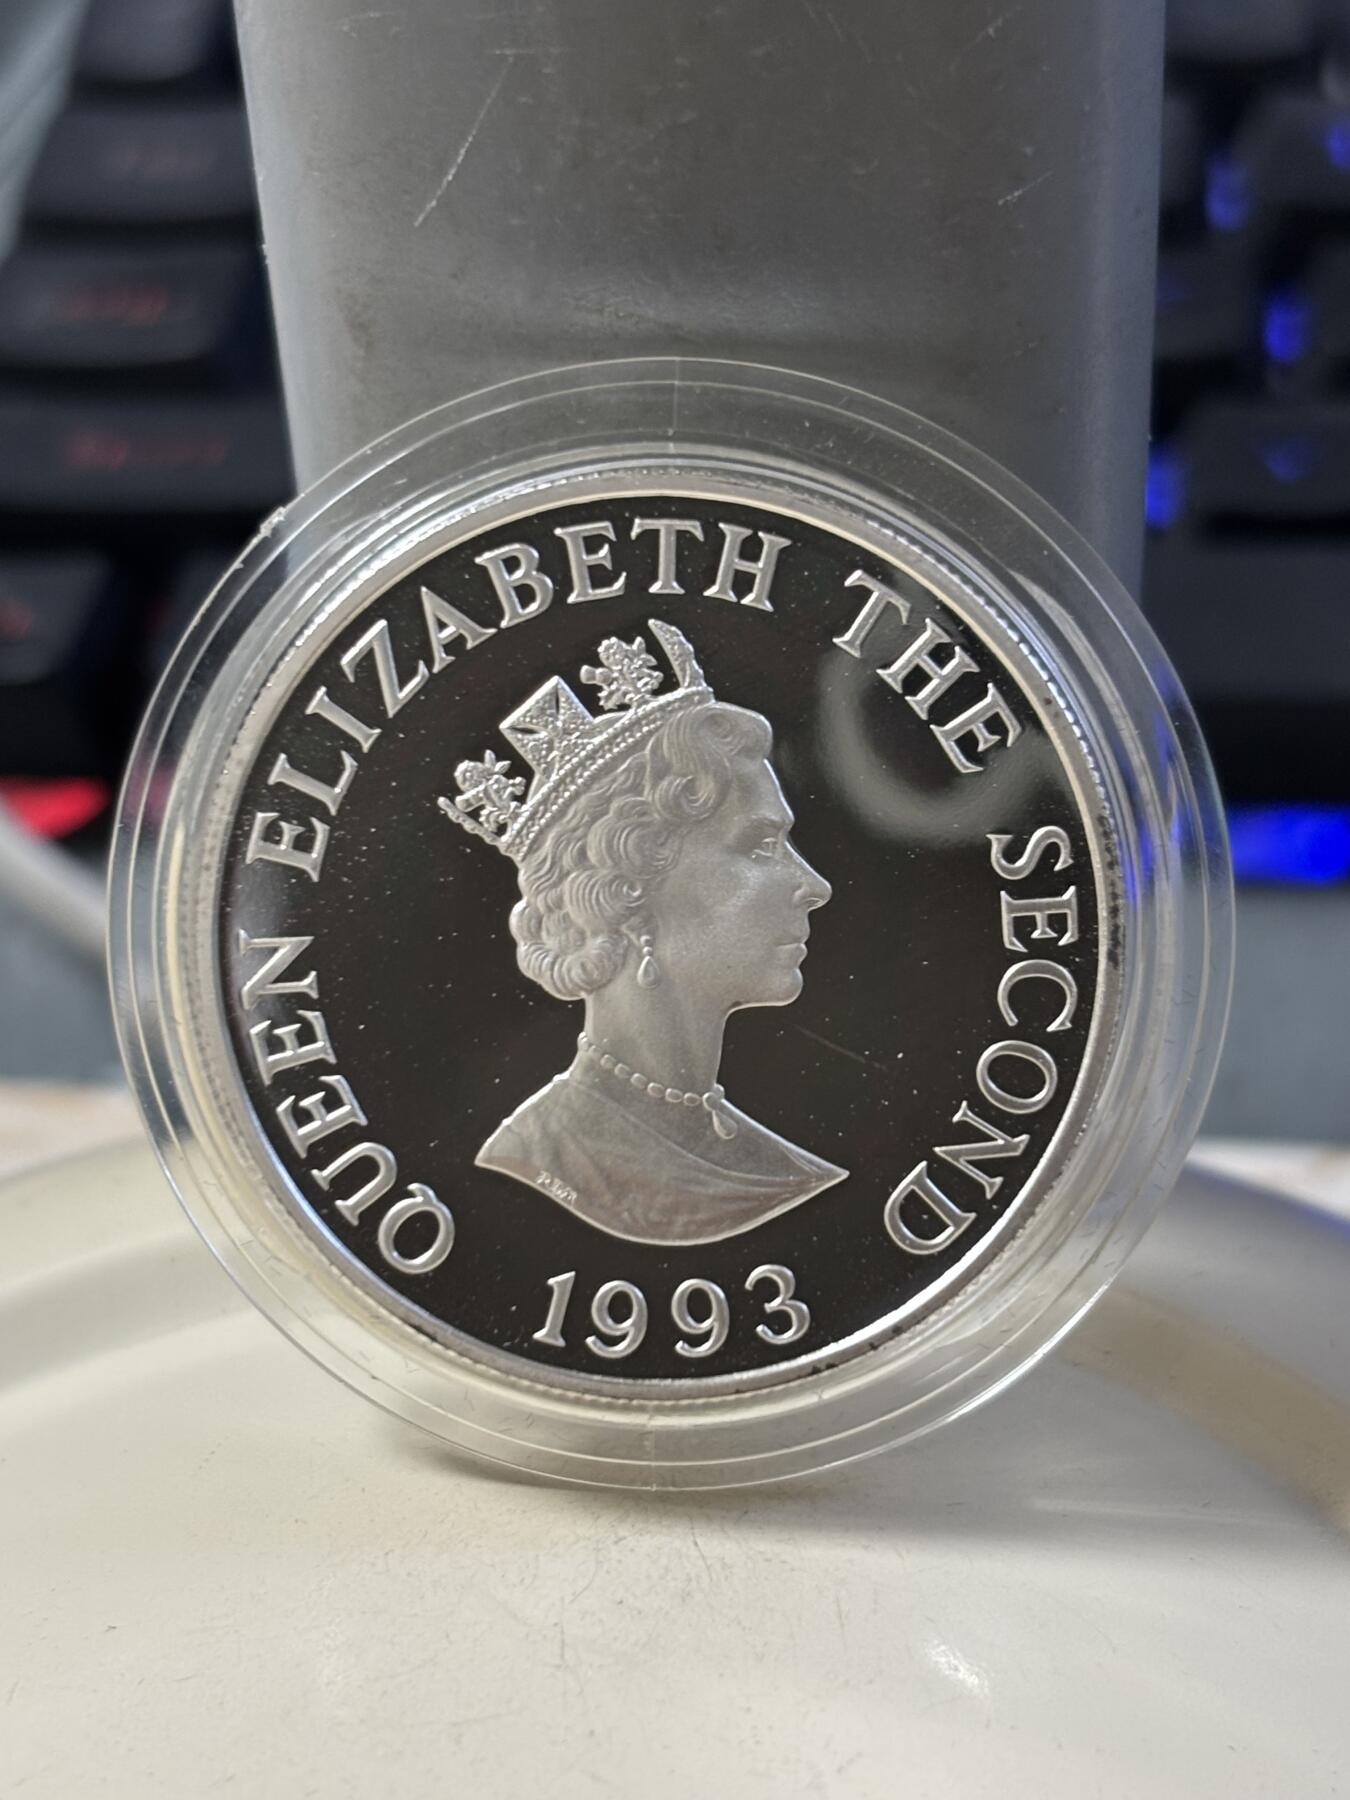 QUEEN ELIZABETH THE SECOND
1993